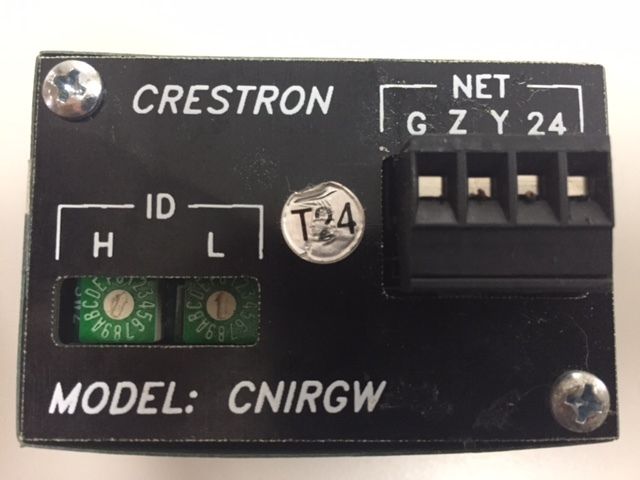 CRESTRON
NET
G Z Y 24
ID
H L
T24
MODEL: CNIRGW